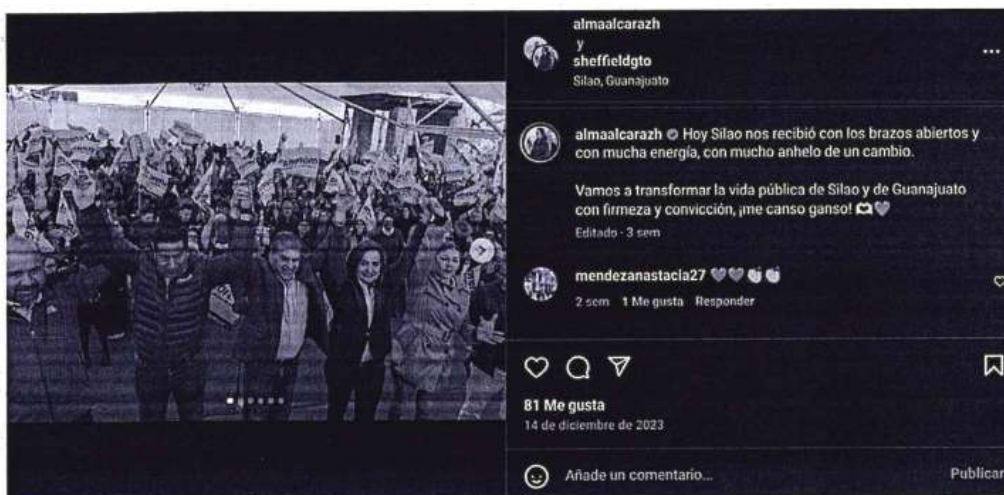 almaalcarazh
y
sheffieldgto
Silao, Guanajuato
almaalcarazh Hoy Silao nos recibió con los brazos abiertos y
con mucha energía, con mucho anhelo de un cambio.
Vamos a transformar la vida pública de Silao y de Guanajuato
con firmeza y convicción, ¡me canso ganso! 🫶💜
Editado · 3 sem
mendezanastacla27 💜💜👏👏
2 sem 1 Me gusta Responder
81 Me gusta
14 de diciembre de 2023
Añade un comentario...
Publicar